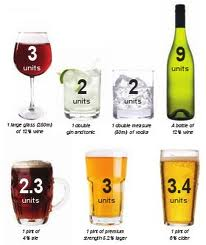 3
units
2
units
2
units
9
units
1 large glass (250ml)
of 12% wine
1 double
gin and tonic
1 double measure
(50ml) of vodka
A bottle of
12% wine
2.3
units
3
units
3.4
units
1 pint of
4% ale
1 pint of premium
strength 5.2% lager
1 pint of
6% cider